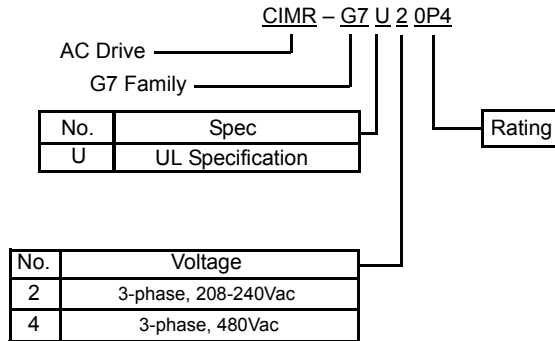 CIMR – G7 U 2 0P4
AC Drive
G7 Family
No. Spec
U UL Specification
Rating
No. Voltage
2 3-phase, 208-240Vac
4 3-phase, 480Vac